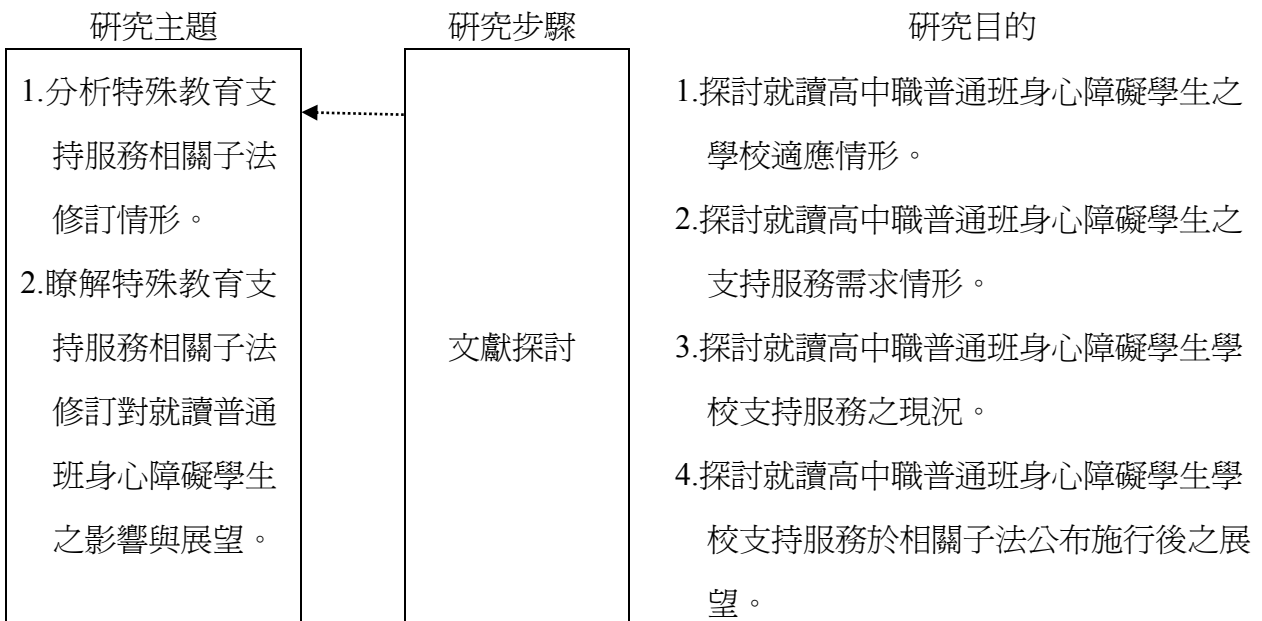 研究主題
研究步驟
研究目的
1.分析特殊教育支
持服務相關子法
修訂情形。
2.瞭解特殊教育支
持服務相關子法
修訂對就讀普通
班身心障礙學生
之影響與展望。
文獻探討
1.探討就讀高中職普通班身心障礙學生之
學校適應情形。
2.探討就讀高中職普通班身心障礙學生之
支持服務需求情形。
3.探討就讀高中職普通班身心障礙學生學
校支持服務之現況。
4.探討就讀高中職普通班身心障礙學生學
校支持服務於相關子法公布施行後之展
望。